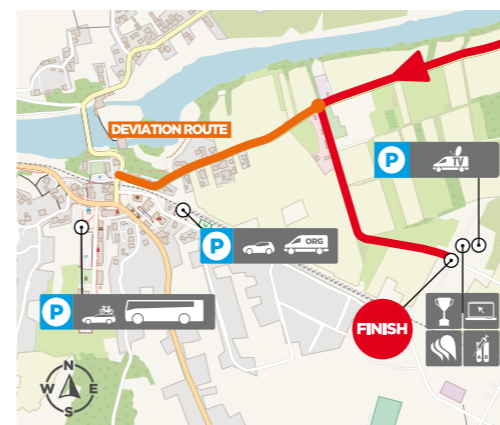 DEVIATION ROUTE
P TV
P ORG
P
FINISH
N
W E
S